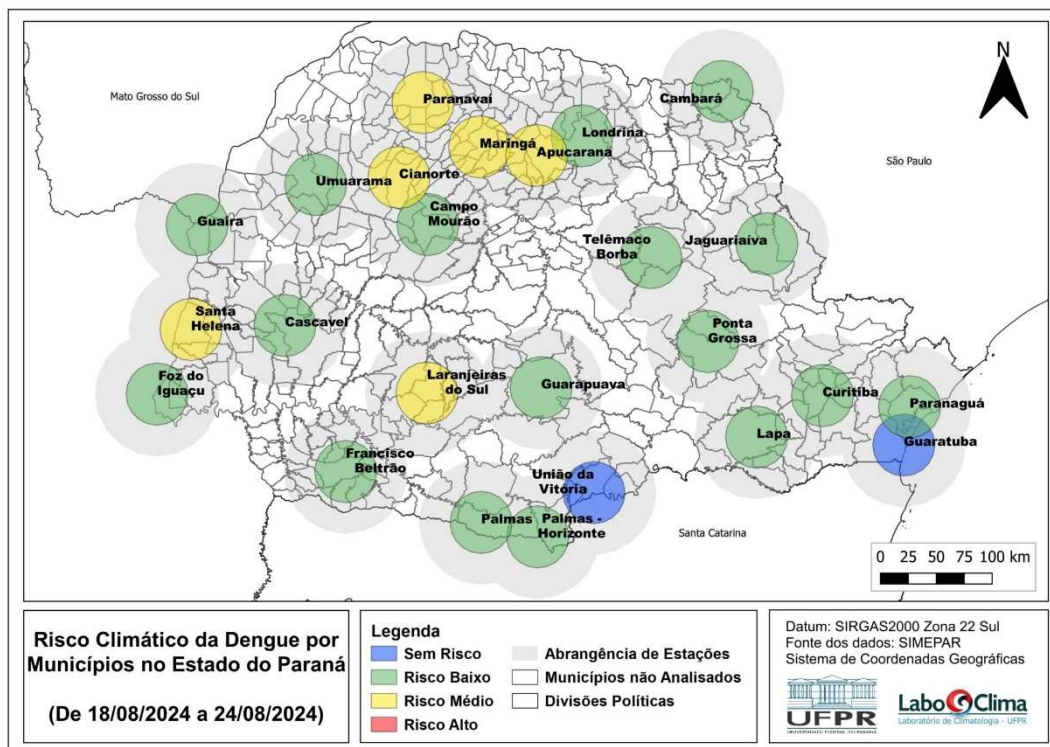 N
Mato Grosso do Sul
Paranavaí
Cambará
Londrina
Maringá
Apucarana
São Paulo
Umuarama
Cianorte
Guaíra
Campo
Mourão
Telêmaco
Borba
Jaguariaíva
Santa
Helena
Cascavel
Ponta
Grossa
Foz do
Iguaçu
Laranjeiras
do Sul
Guarapuava
Curitiba
Paranaguá
Lapa
Guaratuba
Francisco
Beltrão
União da
Vitória
Palmas
Palmas -
Horizonte
Santa Catarina
0 25 50 75 100 km
Risco Climático da Dengue por
Municípios no Estado do Paraná
(De 18/08/2024 a 24/08/2024)
Legenda
Sem Risco
Risco Baixo
Risco Médio
Risco Alto
Abrangência de Estações
Municípios não Analisados
Divisões Políticas
Datum: SIRGAS2000 Zona 22 Sul
Fonte dos dados: SIMEPAR
Sistema de Coordenadas Geográficas
UFPR
UNIVERSIDADE FEDERAL DO PARANÁ
LaboClima
Laboratório de Climatologia - UFPR